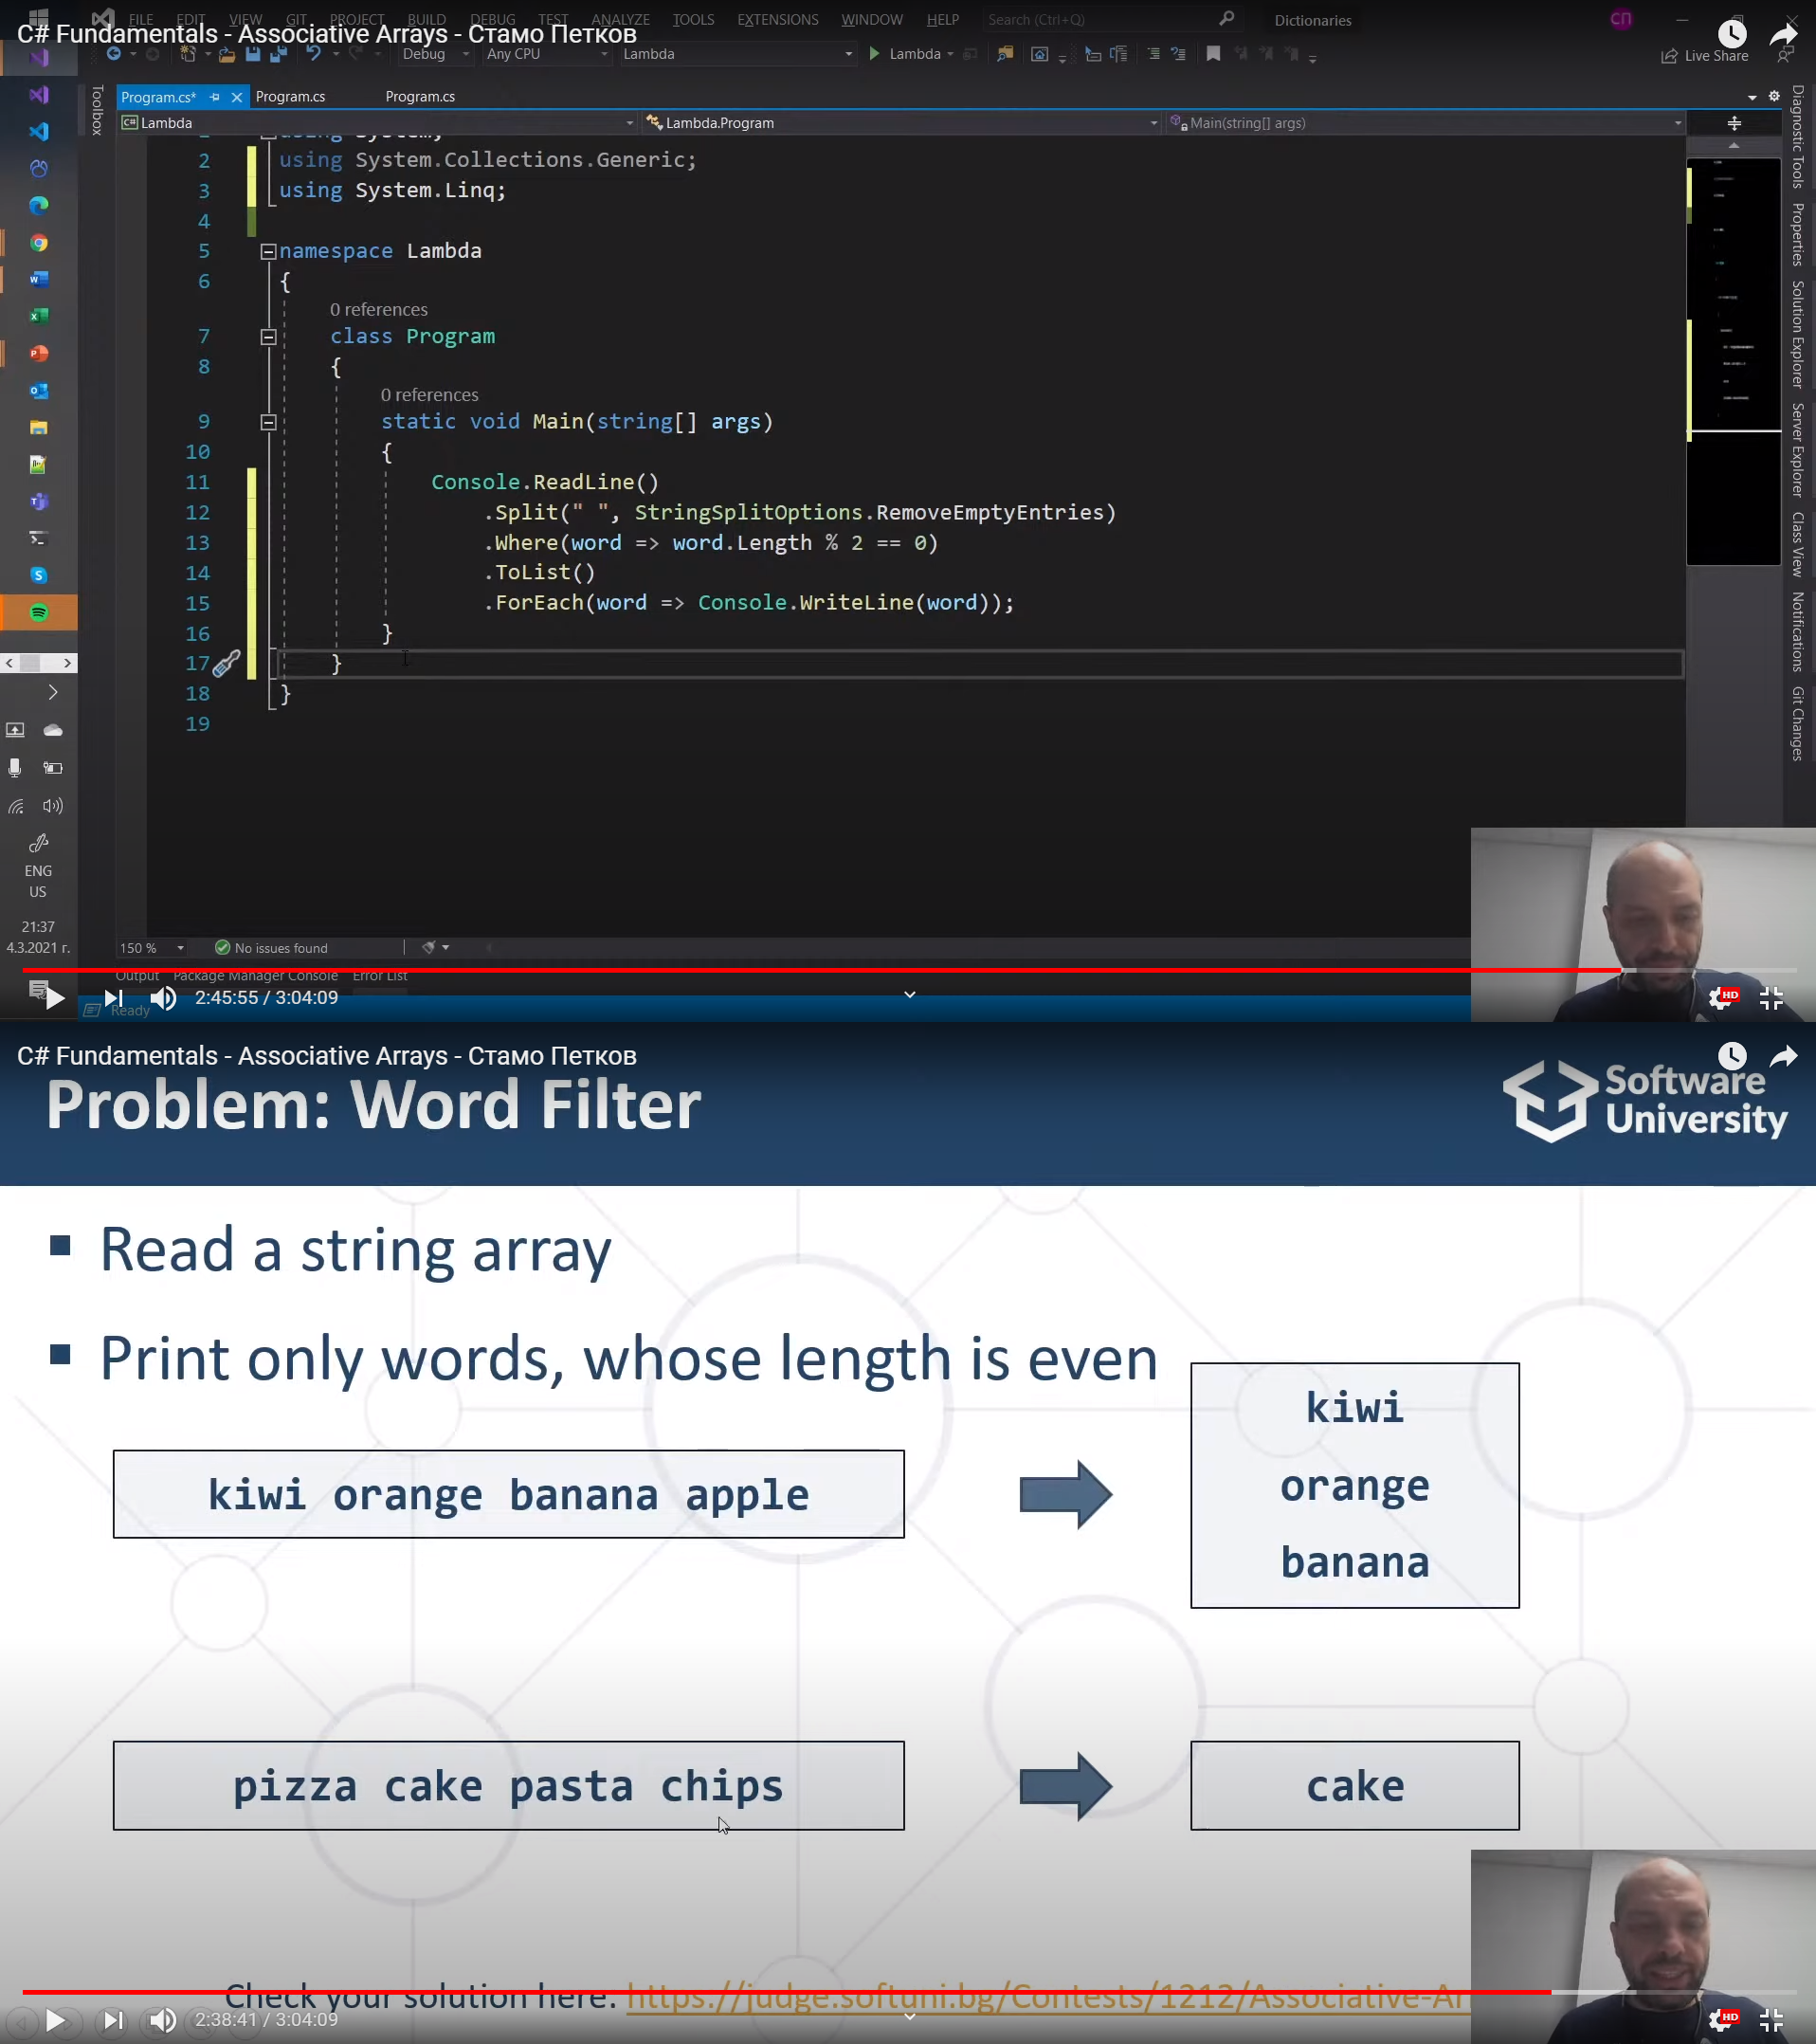 FILE EDIT VIEW GIT PROJECT BUILD DEBUG TEST ANALYZE TOOLS EXTENSIONS WINDOW HELP Search (Ctrl+Q) Dictionaries СП
C# Fundamentals - Associative Arrays - Стамо Петков
Debug Any CPU Lambda Lambda Live Share
Toolbox
Program.cs* Program.cs Program.cs
C# Lambda Lambda.Program Main(string[] args)
using System;
2 using System.Collections.Generic;
3 using System.Linq;
4
5 namespace Lambda
6 {
0 references
7 class Program
8 {
0 references
9 static void Main(string[] args)
10 {
11 Console.ReadLine()
12 .Split(" ", StringSplitOptions.RemoveEmptyEntries)
13 .Where(word => word.Length % 2 == 0)
14 .ToList()
15 .ForEach(word => Console.WriteLine(word));
16 }
17 }
18 }
19
Diagnostic Tools
Properties
Solution Explorer
Server Explorer
Class View
Notifications
Git Changes
ENG
US
21:37
4.3.2021 г.
150 % No issues found
Output Package Manager Console Error List
2:45:55 / 3:04:09 HD
Ready
C# Fundamentals - Associative Arrays - Стамо Петков
Problem: Word Filter
Software
University
▪ Read a string array
▪ Print only words, whose length is even
kiwi orange banana apple
kiwi
orange
banana
pizza cake pasta chips
cake
Check your solution here: https://judge.softuni.bg/Contests/1212/Associative-Ar
2:38:41 / 3:04:09 HD